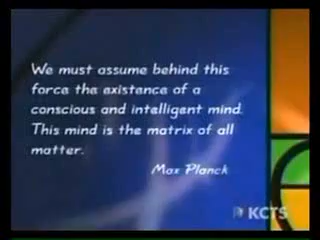 We must assume behind this
force the existence of a
conscious and intelligent mind.
This mind is the matrix of all
matter.
Max Planck
KCTS